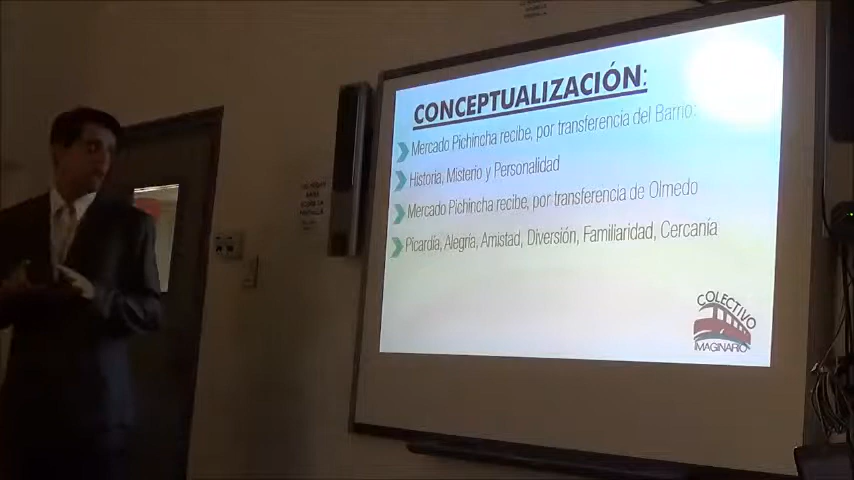 CONCEPTUALIZACIÓN:
Mercado Pichincha recibe, por transferencia del Barrio:
Historia, Misterio y Personalidad
Mercado Pichincha recibe, por transferencia de Olmedo
Picardía, Alegría, Amistad, Diversión, Familiaridad, Cercanía
COLECTIVO
IMAGINARIO